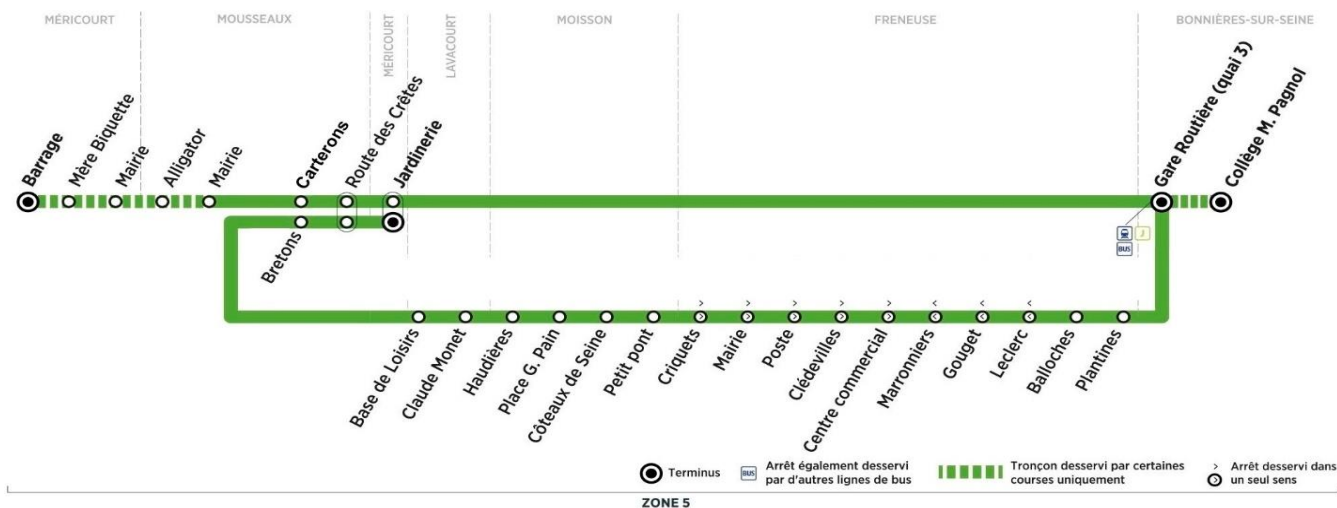 MÉRICOURT
MOUSSEAUX
MÉRICOURT
LAVACOURT
MOISSON
FRENEUSE
BONNIÈRES-SUR-SEINE
Barrage
Mère Biquette
Mairie
Alligator
Mairie
Carterons
Route des Crêtes
Jardinerie
Gare Routière (quai 3)
Collège M. Pagnol
Bretons
BUS
Base de Loisirs
Claude Monet
Haudières
Place G. Pain
Côteaux de Seine
Petit pont
Criquets
Mairie
Poste
Clédevilles
Centre commercial
Marronniers
Gouget
Leclerc
Balloches
Plantines
Terminus
BUS
Arrêt également desservi
par d'autres lignes de bus
Tronçon desservi par certaines
courses uniquement
Arrêt desservi dans
un seul sens
ZONE 5